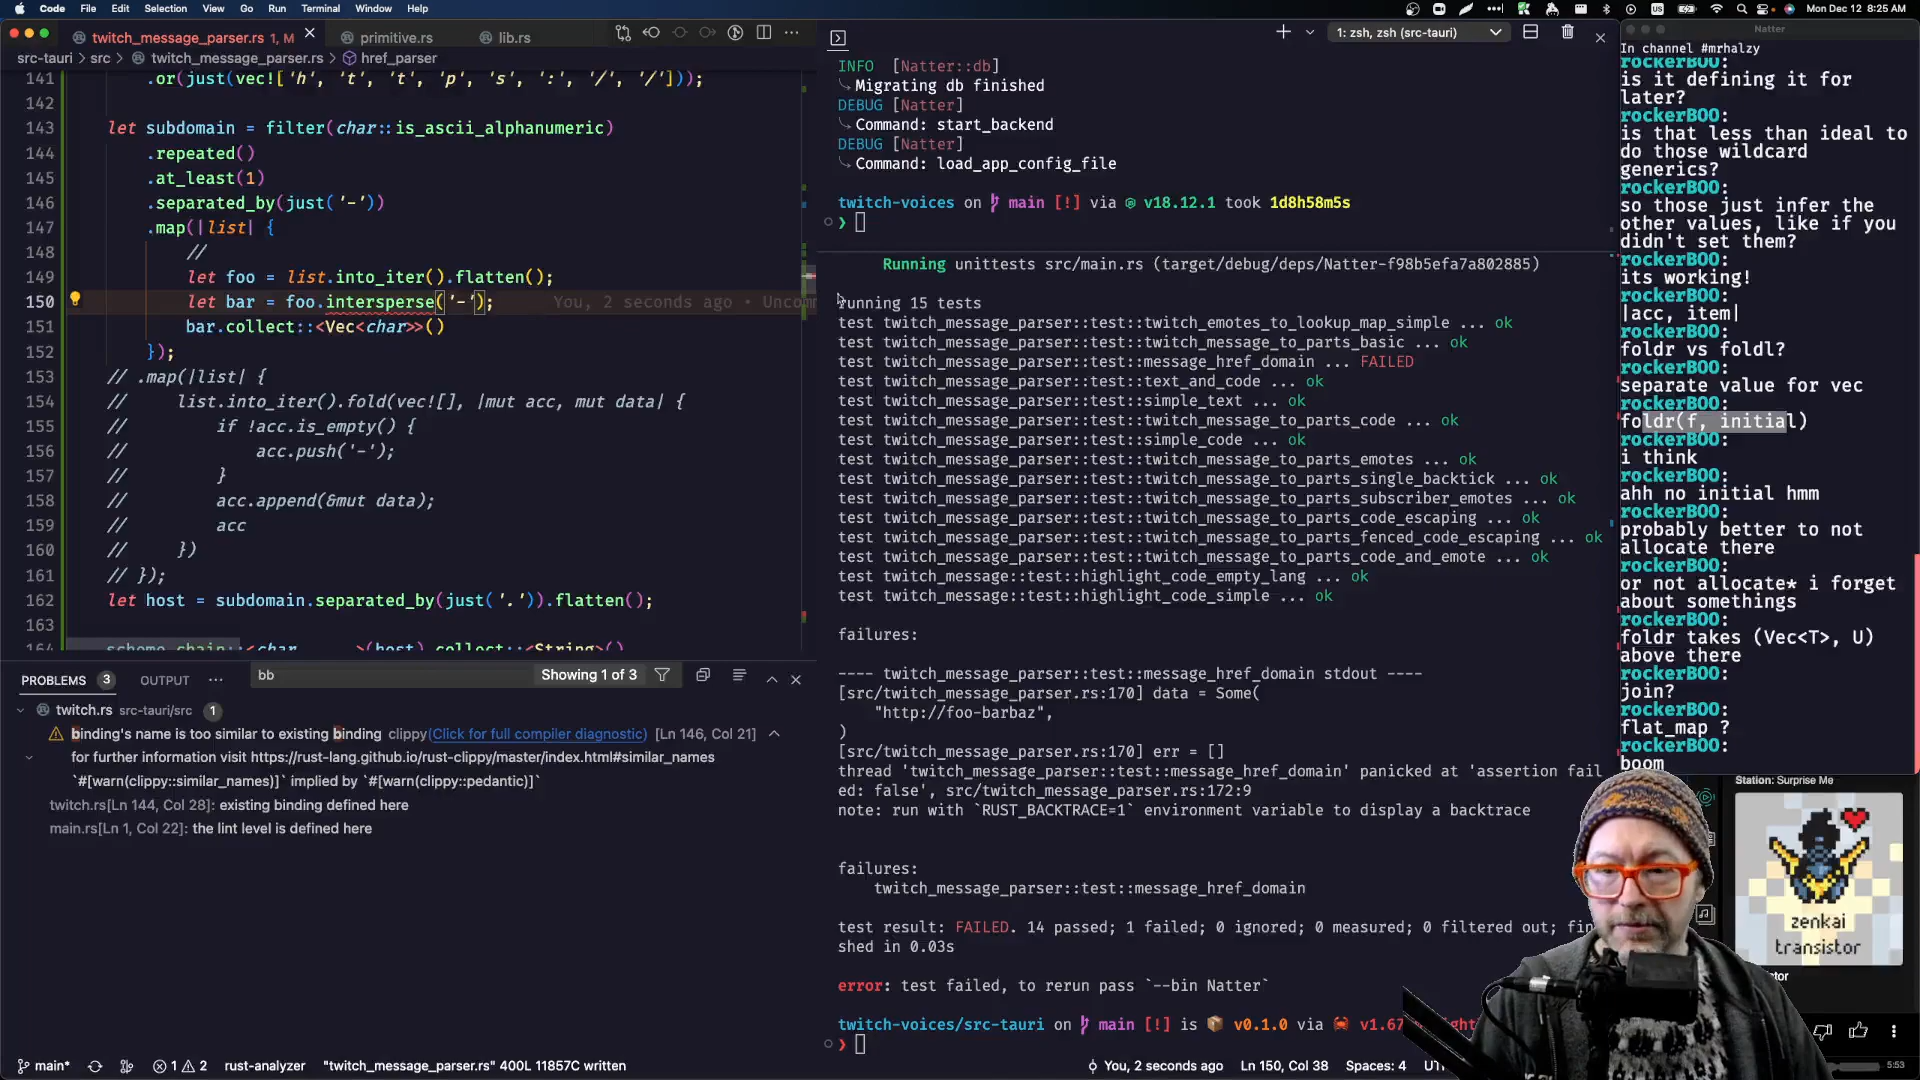 Code File Edit Selection View Go Run Terminal Window Help
US
Mon Dec 12 8:25 AM
twitch_message_parser.rs 1, M
primitive.rs
lib.rs
src-tauri > src > twitch_message_parser.rs > href_parser
141 .or(just(vec!['h', 't', 't', 'p', 's', ':', '/', '/']));
142
143 let subdomain = filter(char::is_ascii_alphanumeric)
144 .repeated()
145 .at_least(1)
146 .separated_by(just('-'))
147 .map(|list| {
148 //
149 let foo = list.into_iter().flatten();
150 let bar = foo.intersperse('-'); You, 2 seconds ago • Uncomm
151 bar.collect::<Vec<char>>()
152 });
153 // .map(|list| {
154 // list.into_iter().fold(vec![], |mut acc, mut data| {
155 // if !acc.is_empty() {
156 // acc.push('-');
157 // }
158 // acc.append(&mut data);
159 // acc
160 // })
161 // });
162 let host = subdomain.separated_by(just('.')).flatten();
163
164 scheme.chain::<char, >(host).collect::<String>()
PROBLEMS 3 OUTPUT ··· bb Showing 1 of 3
twitch.rs src-tauri/src 1
binding's name is too similar to existing binding clippy(Click for full compiler diagnostic) [Ln 146, Col 21]
for further information visit https://rust-lang.github.io/rust-clippy/master/index.html#similar_names
`#[warn(clippy::similar_names)]` implied by `#[warn(clippy::pedantic)]`
twitch.rs[Ln 144, Col 28]: existing binding defined here
main.rs[Ln 1, Col 22]: the lint level is defined here
main* 1 2 rust-analyzer "twitch_message_parser.rs" 400L 11857C written
You, 2 seconds ago Ln 150, Col 38 Spaces: 4
1: zsh, zsh (src-tauri)
INFO [Natter::db]
Migrating db finished
DEBUG [Natter]
Command: start_backend
DEBUG [Natter]
Command: load_app_config_file
twitch-voices on main [!] via v18.12.1 took 1d8h58m5s
❯
Running unittests src/main.rs (target/debug/deps/Natter-f98b5efa7a802885)
running 15 tests
test twitch_message_parser::test::twitch_emotes_to_lookup_map_simple ... ok
test twitch_message_parser::test::twitch_message_to_parts_basic ... ok
test twitch_message_parser::test::message_href_domain ... FAILED
test twitch_message_parser::test::text_and_code ... ok
test twitch_message_parser::test::simple_text ... ok
test twitch_message_parser::test::twitch_message_to_parts_code ... ok
test twitch_message_parser::test::simple_code ... ok
test twitch_message_parser::test::twitch_message_to_parts_emotes ... ok
test twitch_message_parser::test::twitch_message_to_parts_single_backtick ... ok
test twitch_message_parser::test::twitch_message_to_parts_subscriber_emotes ... ok
test twitch_message_parser::test::twitch_message_to_parts_code_escaping ... ok
test twitch_message_parser::test::twitch_message_to_parts_fenced_code_escaping ... ok
test twitch_message_parser::test::twitch_message_to_parts_code_and_emote ... ok
test twitch_message::test::highlight_code_empty_lang ... ok
test twitch_message::test::highlight_code_simple ... ok
failures:
---- twitch_message_parser::test::message_href_domain stdout ----
[src/twitch_message_parser.rs:170] data = Some(
"http://foo-barbaz",
)
[src/twitch_message_parser.rs:170] err = []
thread 'twitch_message_parser::test::message_href_domain' panicked at 'assertion fail
ed: false', src/twitch_message_parser.rs:172:9
note: run with `RUST_BACKTRACE=1` environment variable to display a backtrace
failures:
twitch_message_parser::test::message_href_domain
test result: FAILED. 14 passed; 1 failed; 0 ignored; 0 measured; 0 filtered out; fin
shed in 0.03s
error: test failed, to rerun pass `--bin Natter`
twitch-voices/src-tauri on main [!] is v0.1.0 via v1.67
❯
Natter
In channel #mrhalzy
rockerBOO:
is it defining it for
later?
rockerBOO:
is that less than ideal to
do those wildcard
generics?
rockerBOO:
so those just infer the
other values, like if you
didn't set them?
rockerBOO:
its working!
rockerBOO:
|acc, item|
rockerBOO:
foldr vs foldl?
rockerBOO:
separate value for vec
rockerBOO:
foldr(f, initial)
rockerBOO:
i think
rockerBOO:
ahh no initial hmm
rockerBOO:
probably better to not
allocate there
rockerBOO:
or not allocate* i forget
about somethings
rockerBOO:
foldr takes (Vec<T>, U)
above there
rockerBOO:
join?
rockerBOO:
flat_map ?
rockerBOO:
boom
Station: Surprise Me
zenkai
transistor
5:53